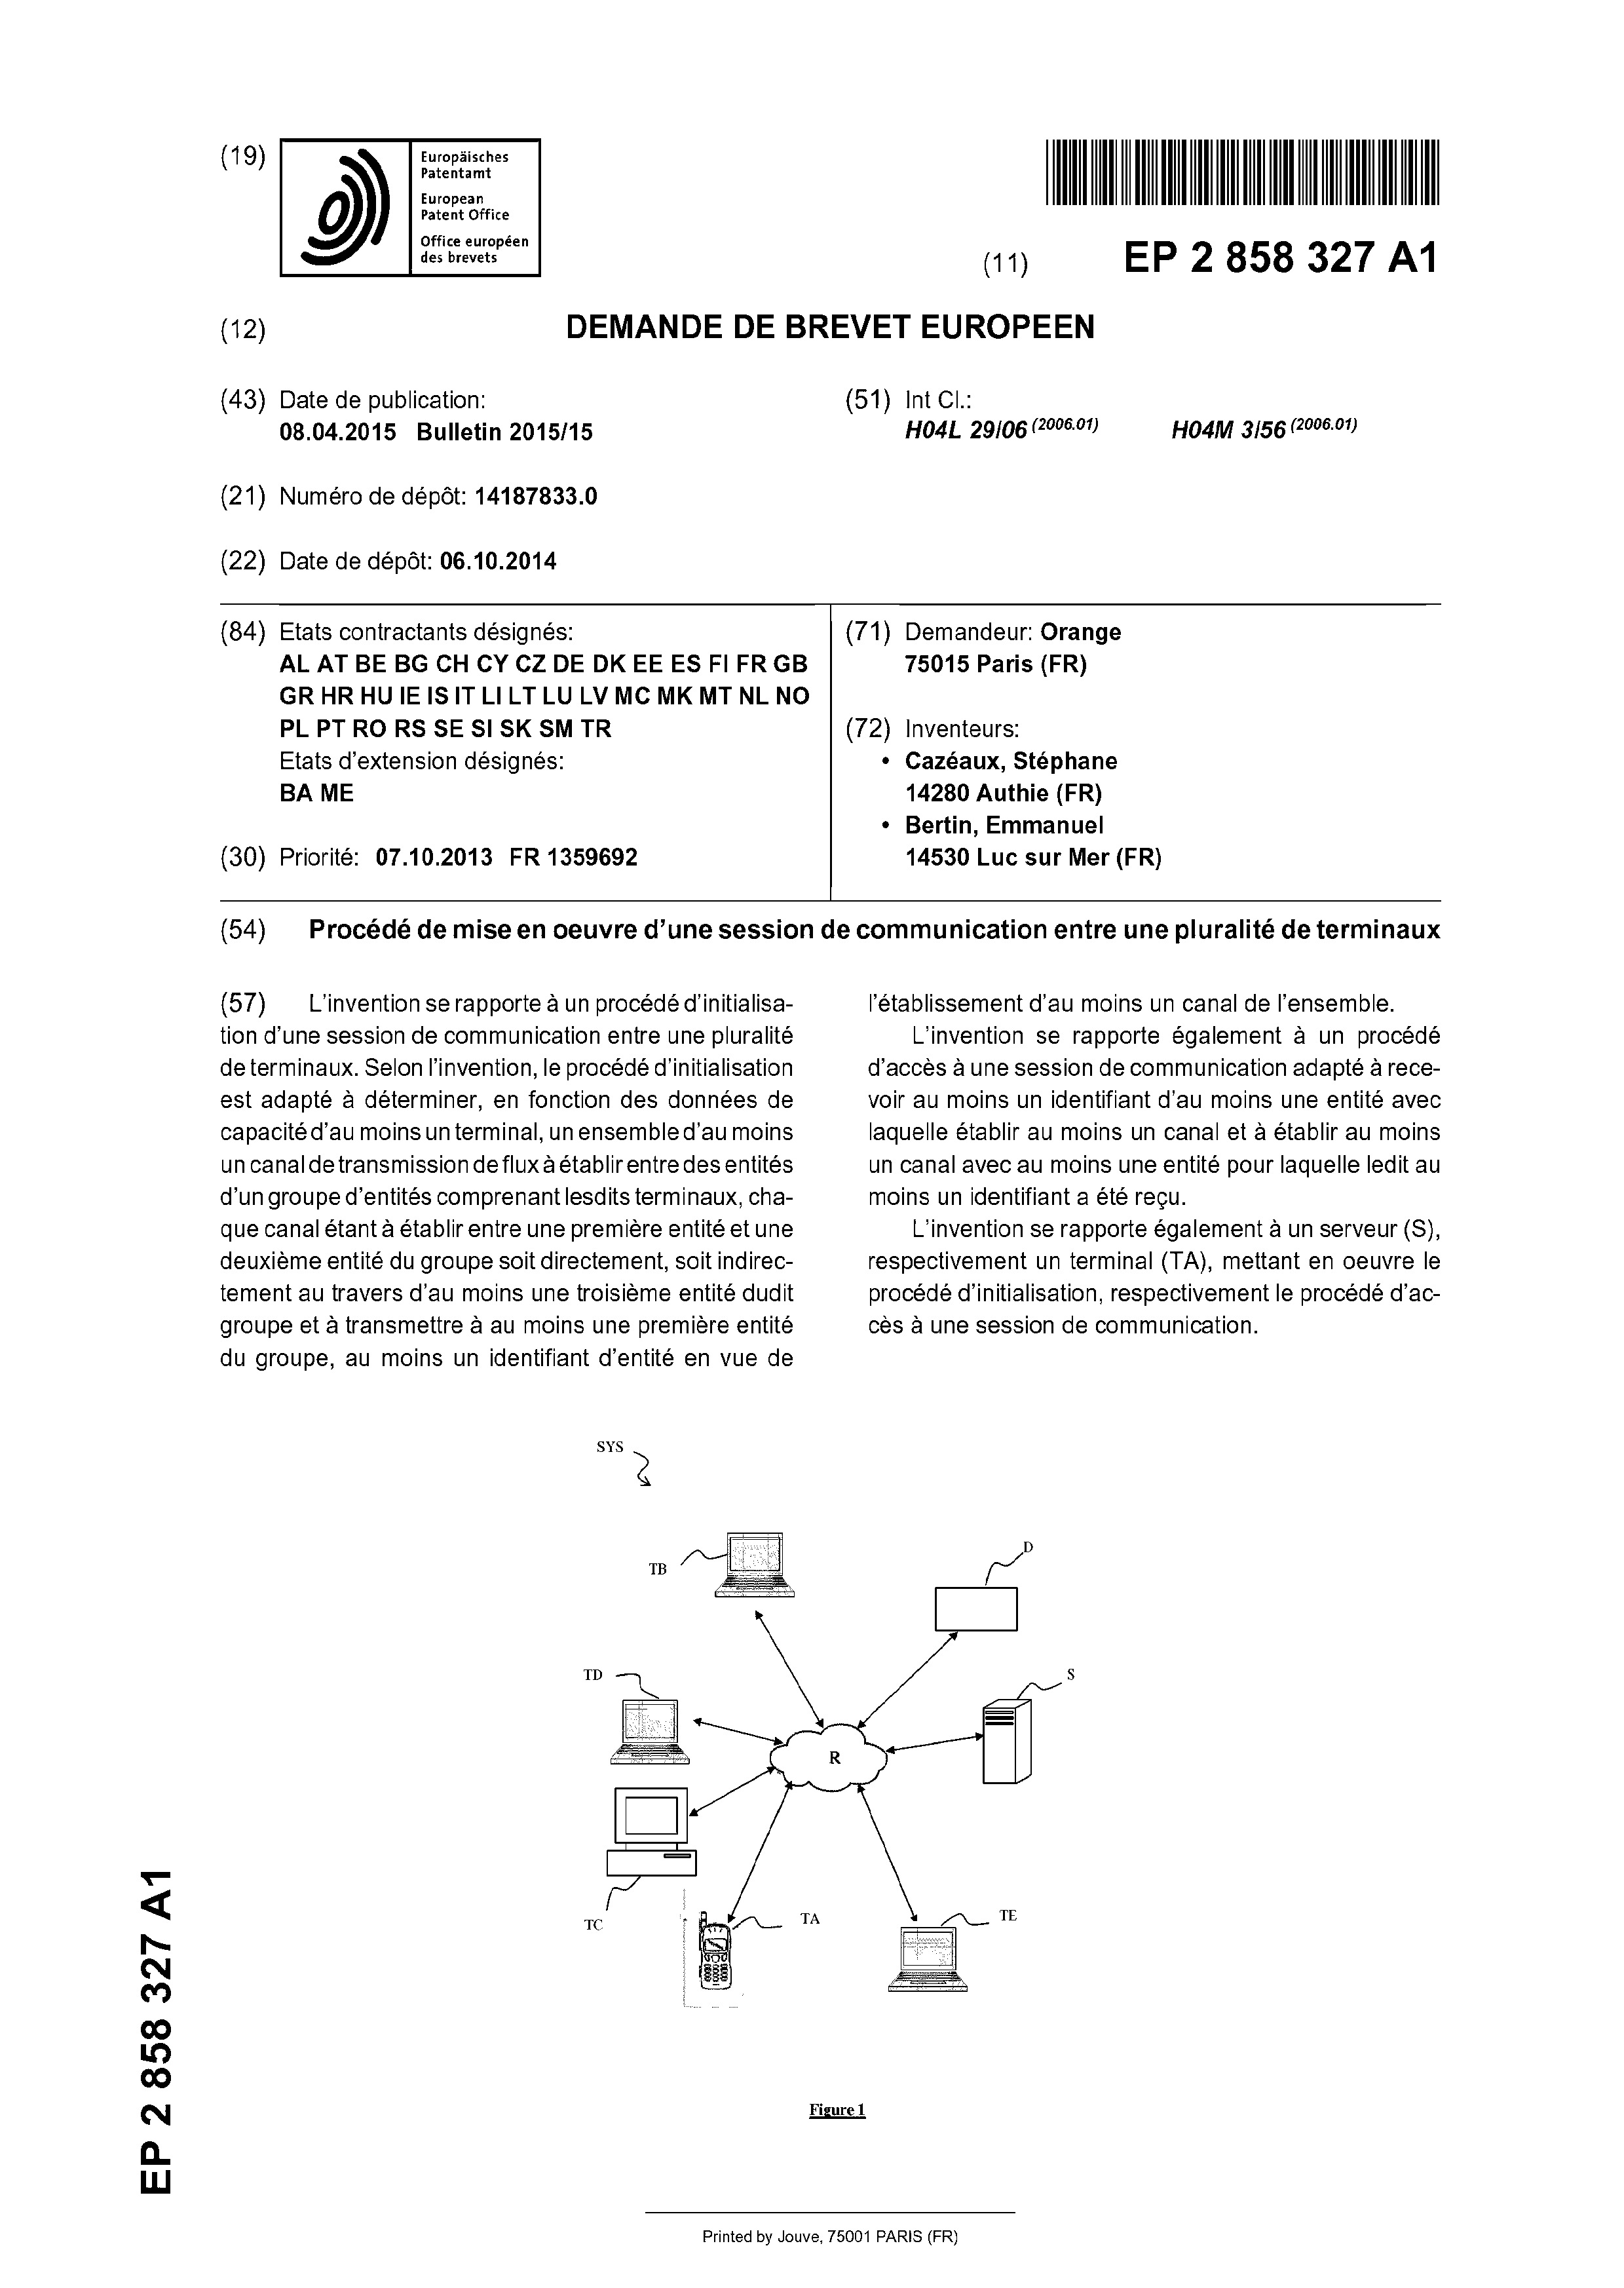 (19)
Europäisches
Patentamt
European
Patent Office
Office européen
des brevets
(11) EP 2 858 327 A1
(12) DEMANDE DE BREVET EUROPEEN
(43) Date de publication:
08.04.2015 Bulletin 2015/15
(51) Int Cl.:
H04L 29/06 (2006.01) H04M 3/56 (2006.01)
(21) Numéro de dépôt: 14187833.0
(22) Date de dépôt: 06.10.2014
(84) Etats contractants désignés:
AL AT BE BG CH CY CZ DE DK EE ES FI FR GB
GR HR HU IE IS IT LI LT LU LV MC MK MT NL NO
PL PT RO RS SE SI SK SM TR
Etats d'extension désignés:
BA ME
(30) Priorité: 07.10.2013 FR 1359692
(71) Demandeur: Orange
75015 Paris (FR)
(72) Inventeurs:
• Cazéaux, Stéphane
14280 Authie (FR)
• Bertin, Emmanuel
14530 Luc sur Mer (FR)
(54) Procédé de mise en oeuvre d'une session de communication entre une pluralité de terminaux
(57) L'invention se rapporte à un procédé d'initialisa-
tion d'une session de communication entre une pluralité
de terminaux. Selon l'invention, le procédé d'initialisation
est adapté à déterminer, en fonction des données de
capacité d'au moins un terminal, un ensemble d'au moins
un canal de transmission de flux à établir entre des entités
d'un groupe d'entités comprenant lesdits terminaux, cha-
que canal étant à établir entre une première entité et une
deuxième entité du groupe soit directement, soit indirec-
tement au travers d'au moins une troisième entité dudit
groupe et à transmettre à au moins une première entité
du groupe, au moins un identifiant d'entité en vue de
l'établissement d'au moins un canal de l'ensemble.
L'invention se rapporte également à un procédé
d'accès à une session de communication adapté à rece-
voir au moins un identifiant d'au moins une entité avec
laquelle établir au moins un canal et à établir au moins
un canal avec au moins une entité pour laquelle ledit au
moins un identifiant a été reçu.
L'invention se rapporte également à un serveur (S),
respectivement un terminal (TA), mettant en oeuvre le
procédé d'initialisation, respectivement le procédé d'ac-
cès à une session de communication.
SYS
TB
D
TD
S
R
TC
TA
TE
Figure 1
EP 2 858 327 A1
Printed by Jouve, 75001 PARIS (FR)